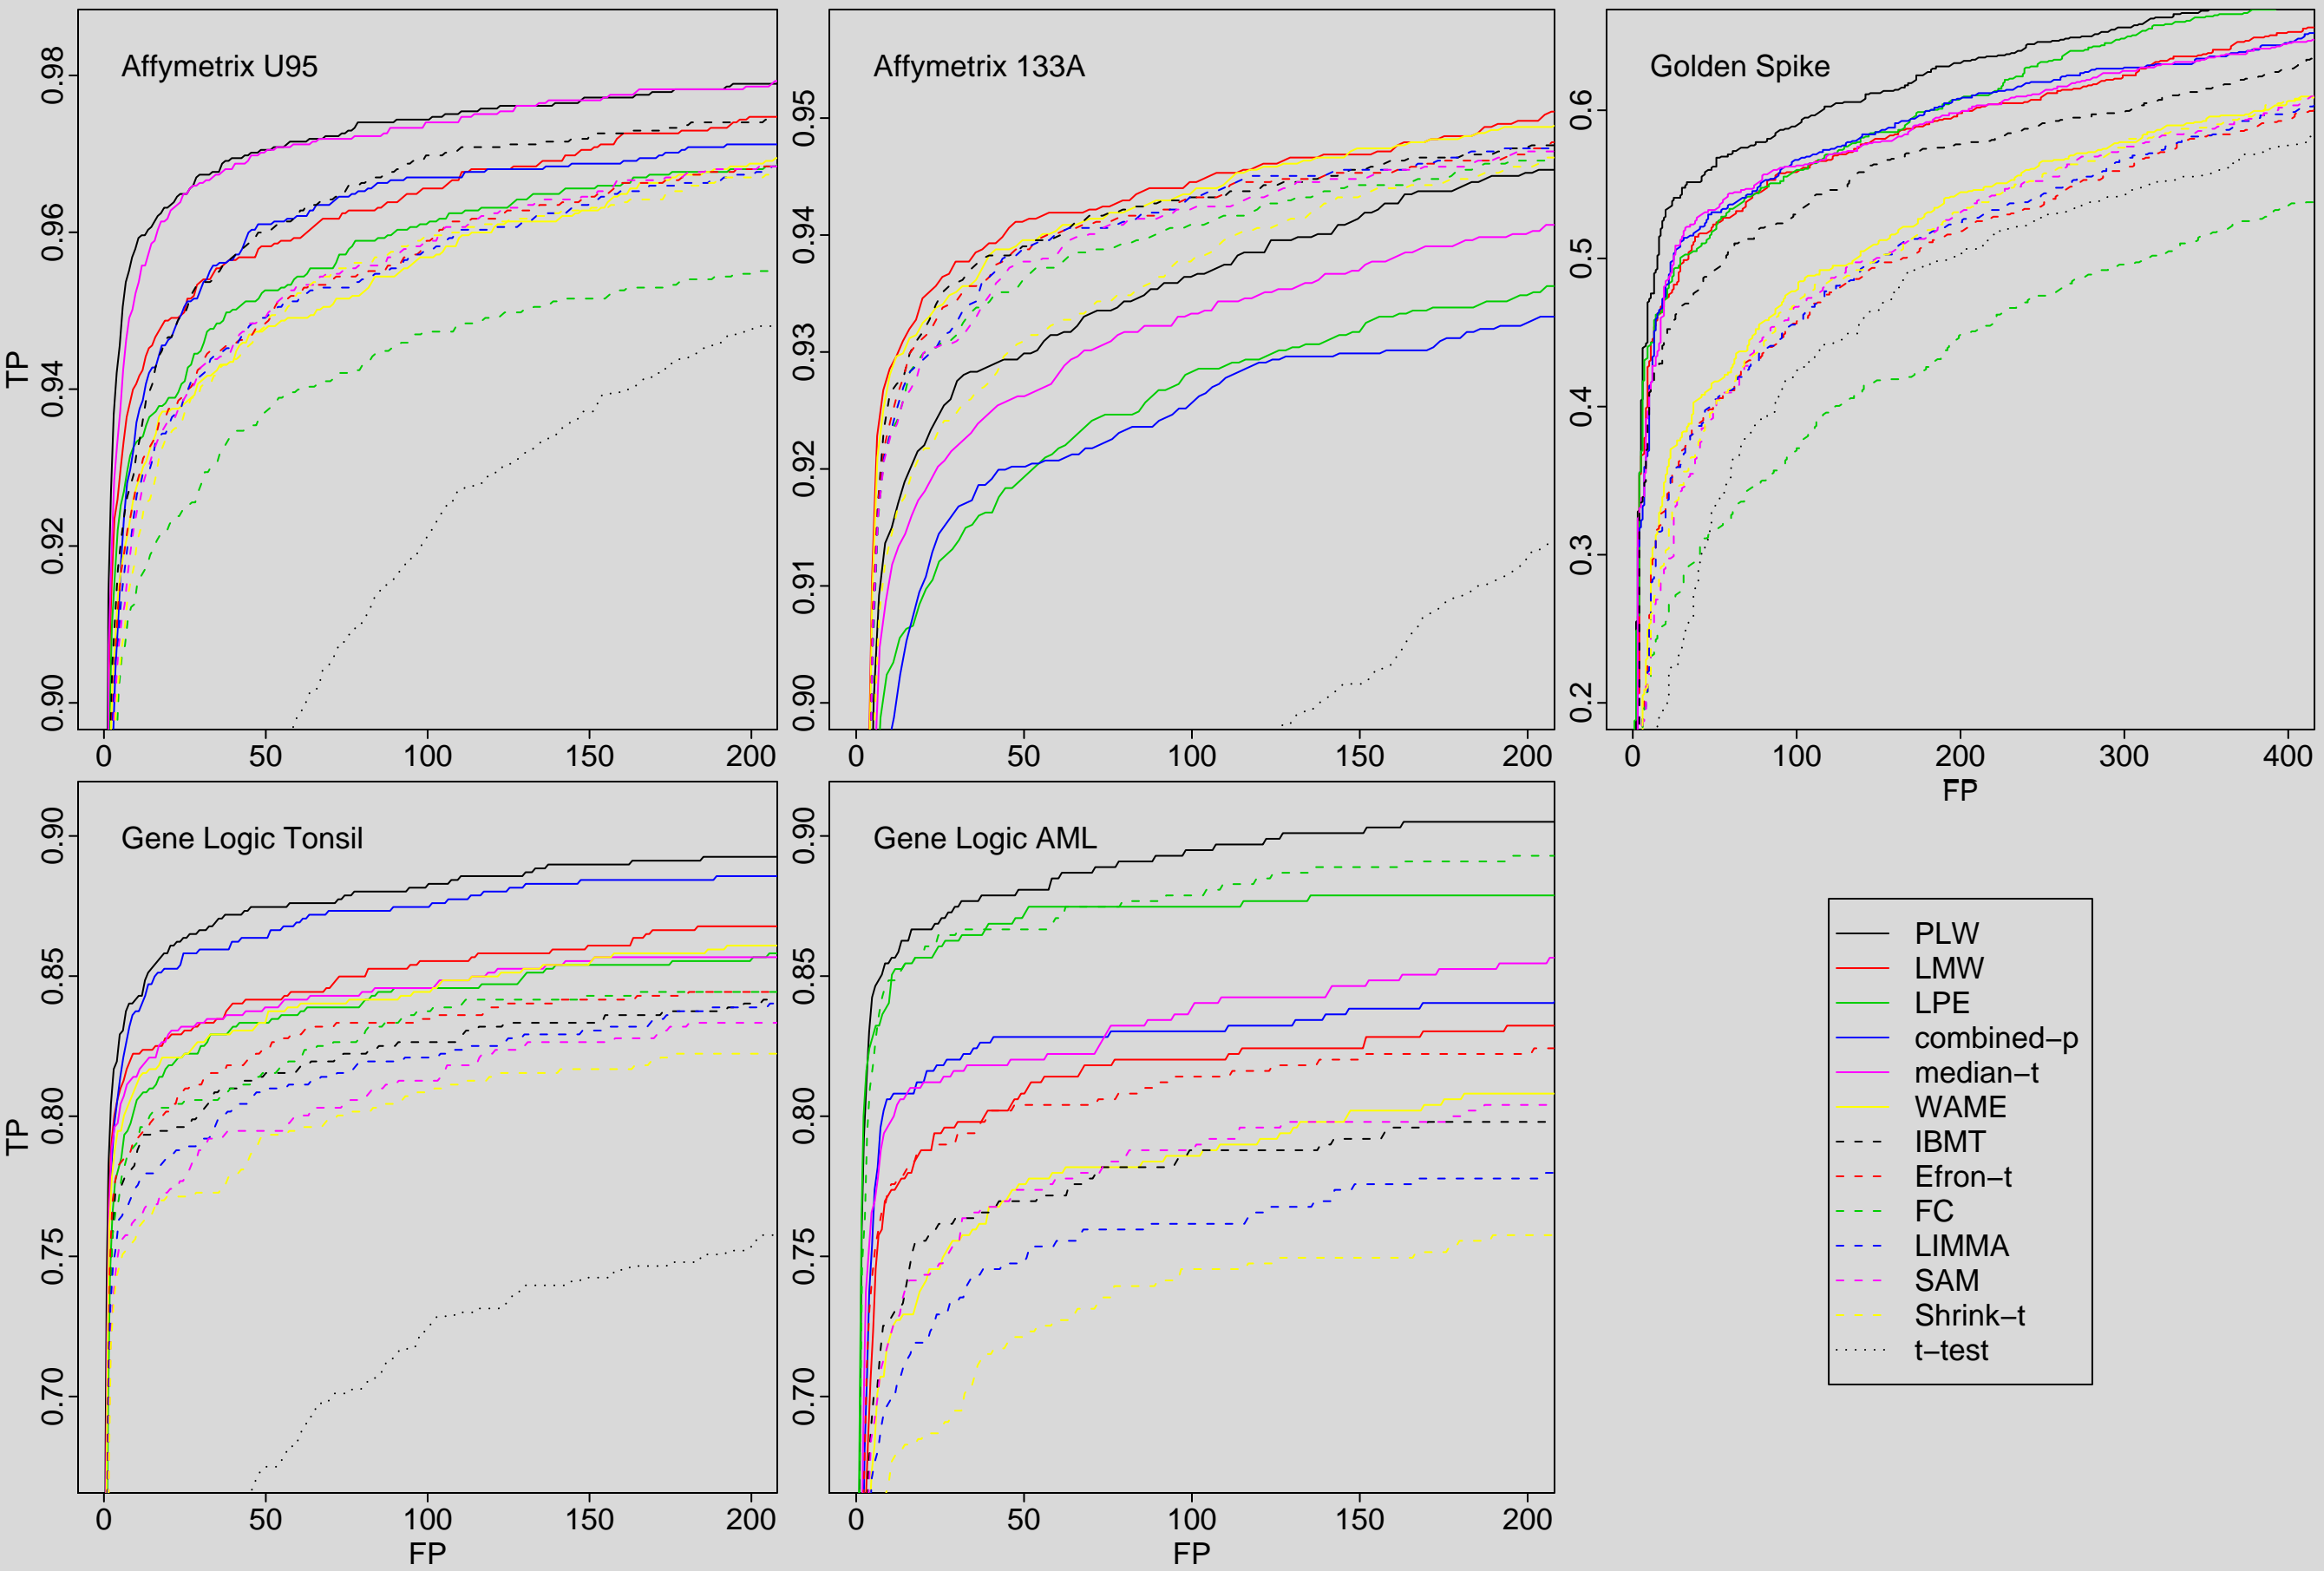 Affymetrix U95
TP
0.90 0.92 0.94 0.96 0.98
0 50 100 150 200
Affymetrix 133A
0.90 0.91 0.92 0.93 0.94 0.95
0 50 100 150 200
Golden Spike
0.2 0.3 0.4 0.5 0.6
0 100 200 300 400
FP
Gene Logic Tonsil
TP
0.70 0.75 0.80 0.85 0.90
0 50 100 150 200
FP
Gene Logic AML
0.70 0.75 0.80 0.85 0.90
0 50 100 150 200
FP
PLW
LMW
LPE
combined−p
median−t
WAME
IBMT
Efron−t
FC
LIMMA
SAM
Shrink−t
t−test